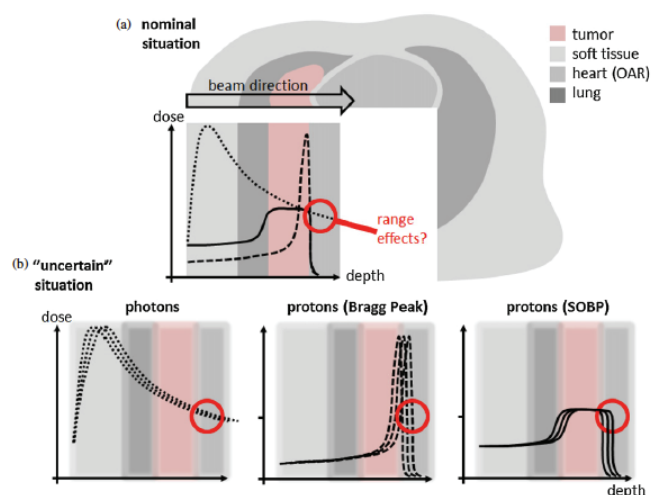 (a) nominal
situation
tumor
soft tissue
heart (OAR)
lung
beam direction
dose
range
effects?
depth
(b) "uncertain"
situation
photons
protons (Bragg Peak)
protons (SOBP)
dose
depth